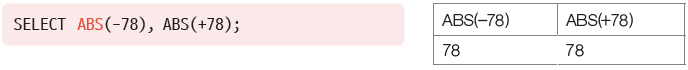 SELECT ABS(-78), ABS(+78);
ABS(–78) ABS(+78)
78 78